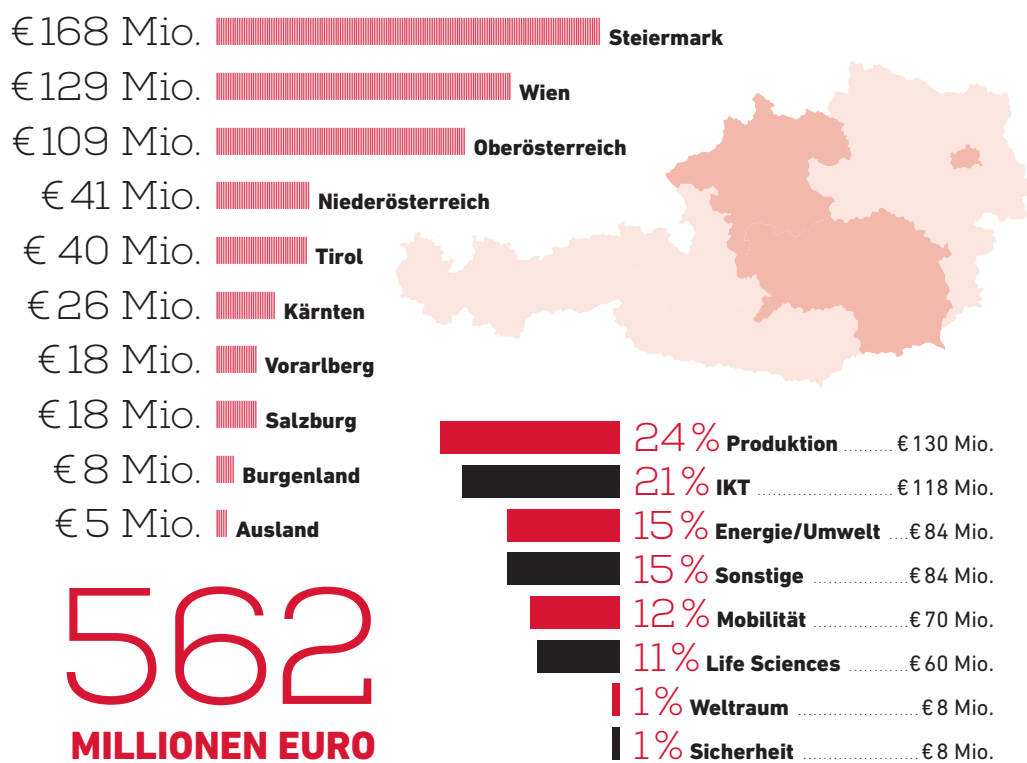 € 168 Mio. Steiermark
€ 129 Mio. Wien
€ 109 Mio. Oberösterreich
€ 41 Mio. Niederösterreich
€ 40 Mio. Tirol
€ 26 Mio. Kärnten
€ 18 Mio. Vorarlberg
€ 18 Mio. Salzburg
€ 8 Mio. Burgenland
€ 5 Mio. Ausland
562
MILLIONEN EURO
24 % Produktion .......... € 130 Mio.
21 % IKT ............................ € 118 Mio.
15 % Energie/Umwelt .... € 84 Mio.
15 % Sonstige .................... € 84 Mio.
12 % Mobilität .................... € 70 Mio.
11 % Life Sciences ............. € 60 Mio.
1 % Weltraum ......................... € 8 Mio.
1 % Sicherheit ........................ € 8 Mio.